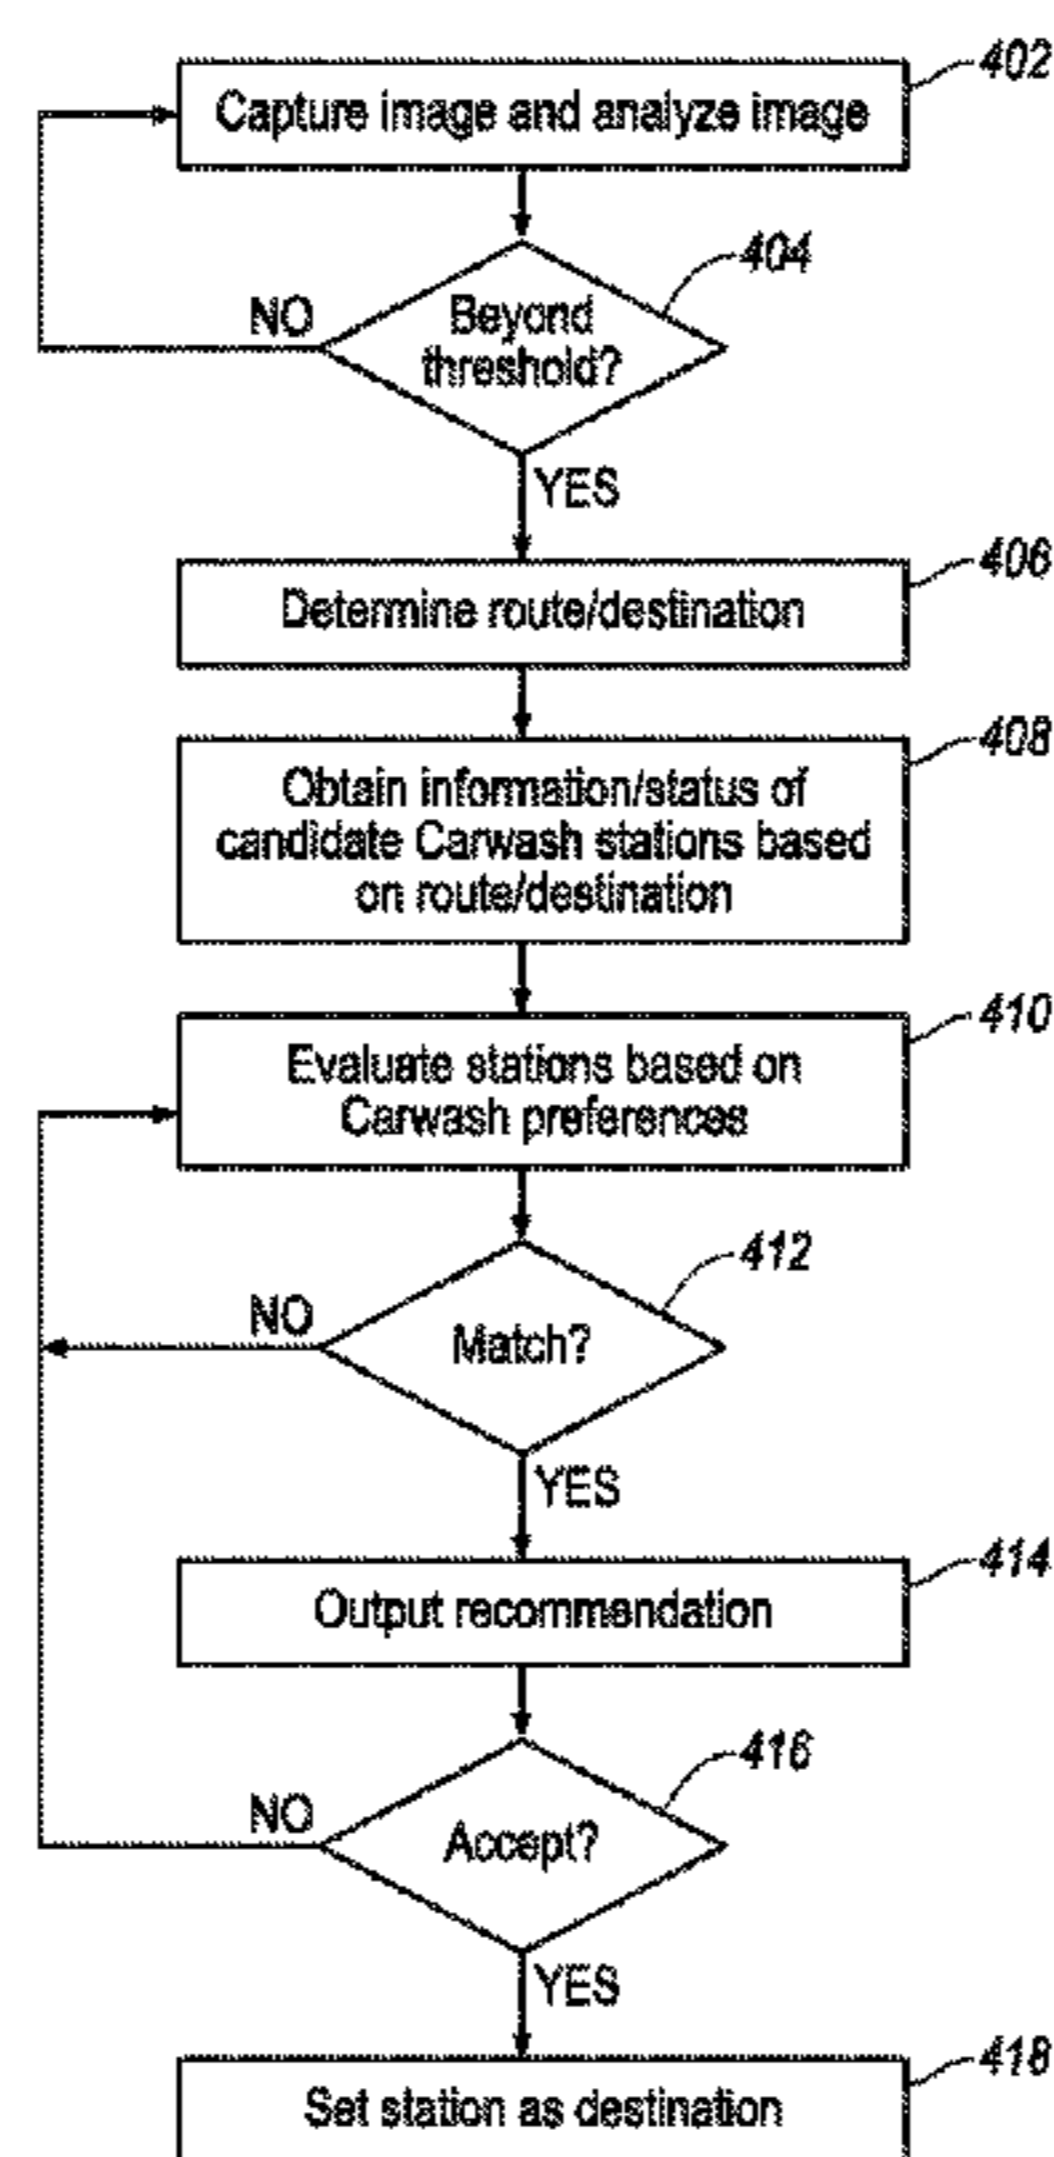 402
Capture image and analyze image
404
NO
Beyond
threshold?
YES
406
Determine route/destination
408
Obtain information/status of
candidate Carwash stations based
on route/destination
410
Evaluate stations based on
Carwash preferences
412
NO
Match?
YES
414
Output recommendation
416
NO
Accept?
YES
418
Set station as destination